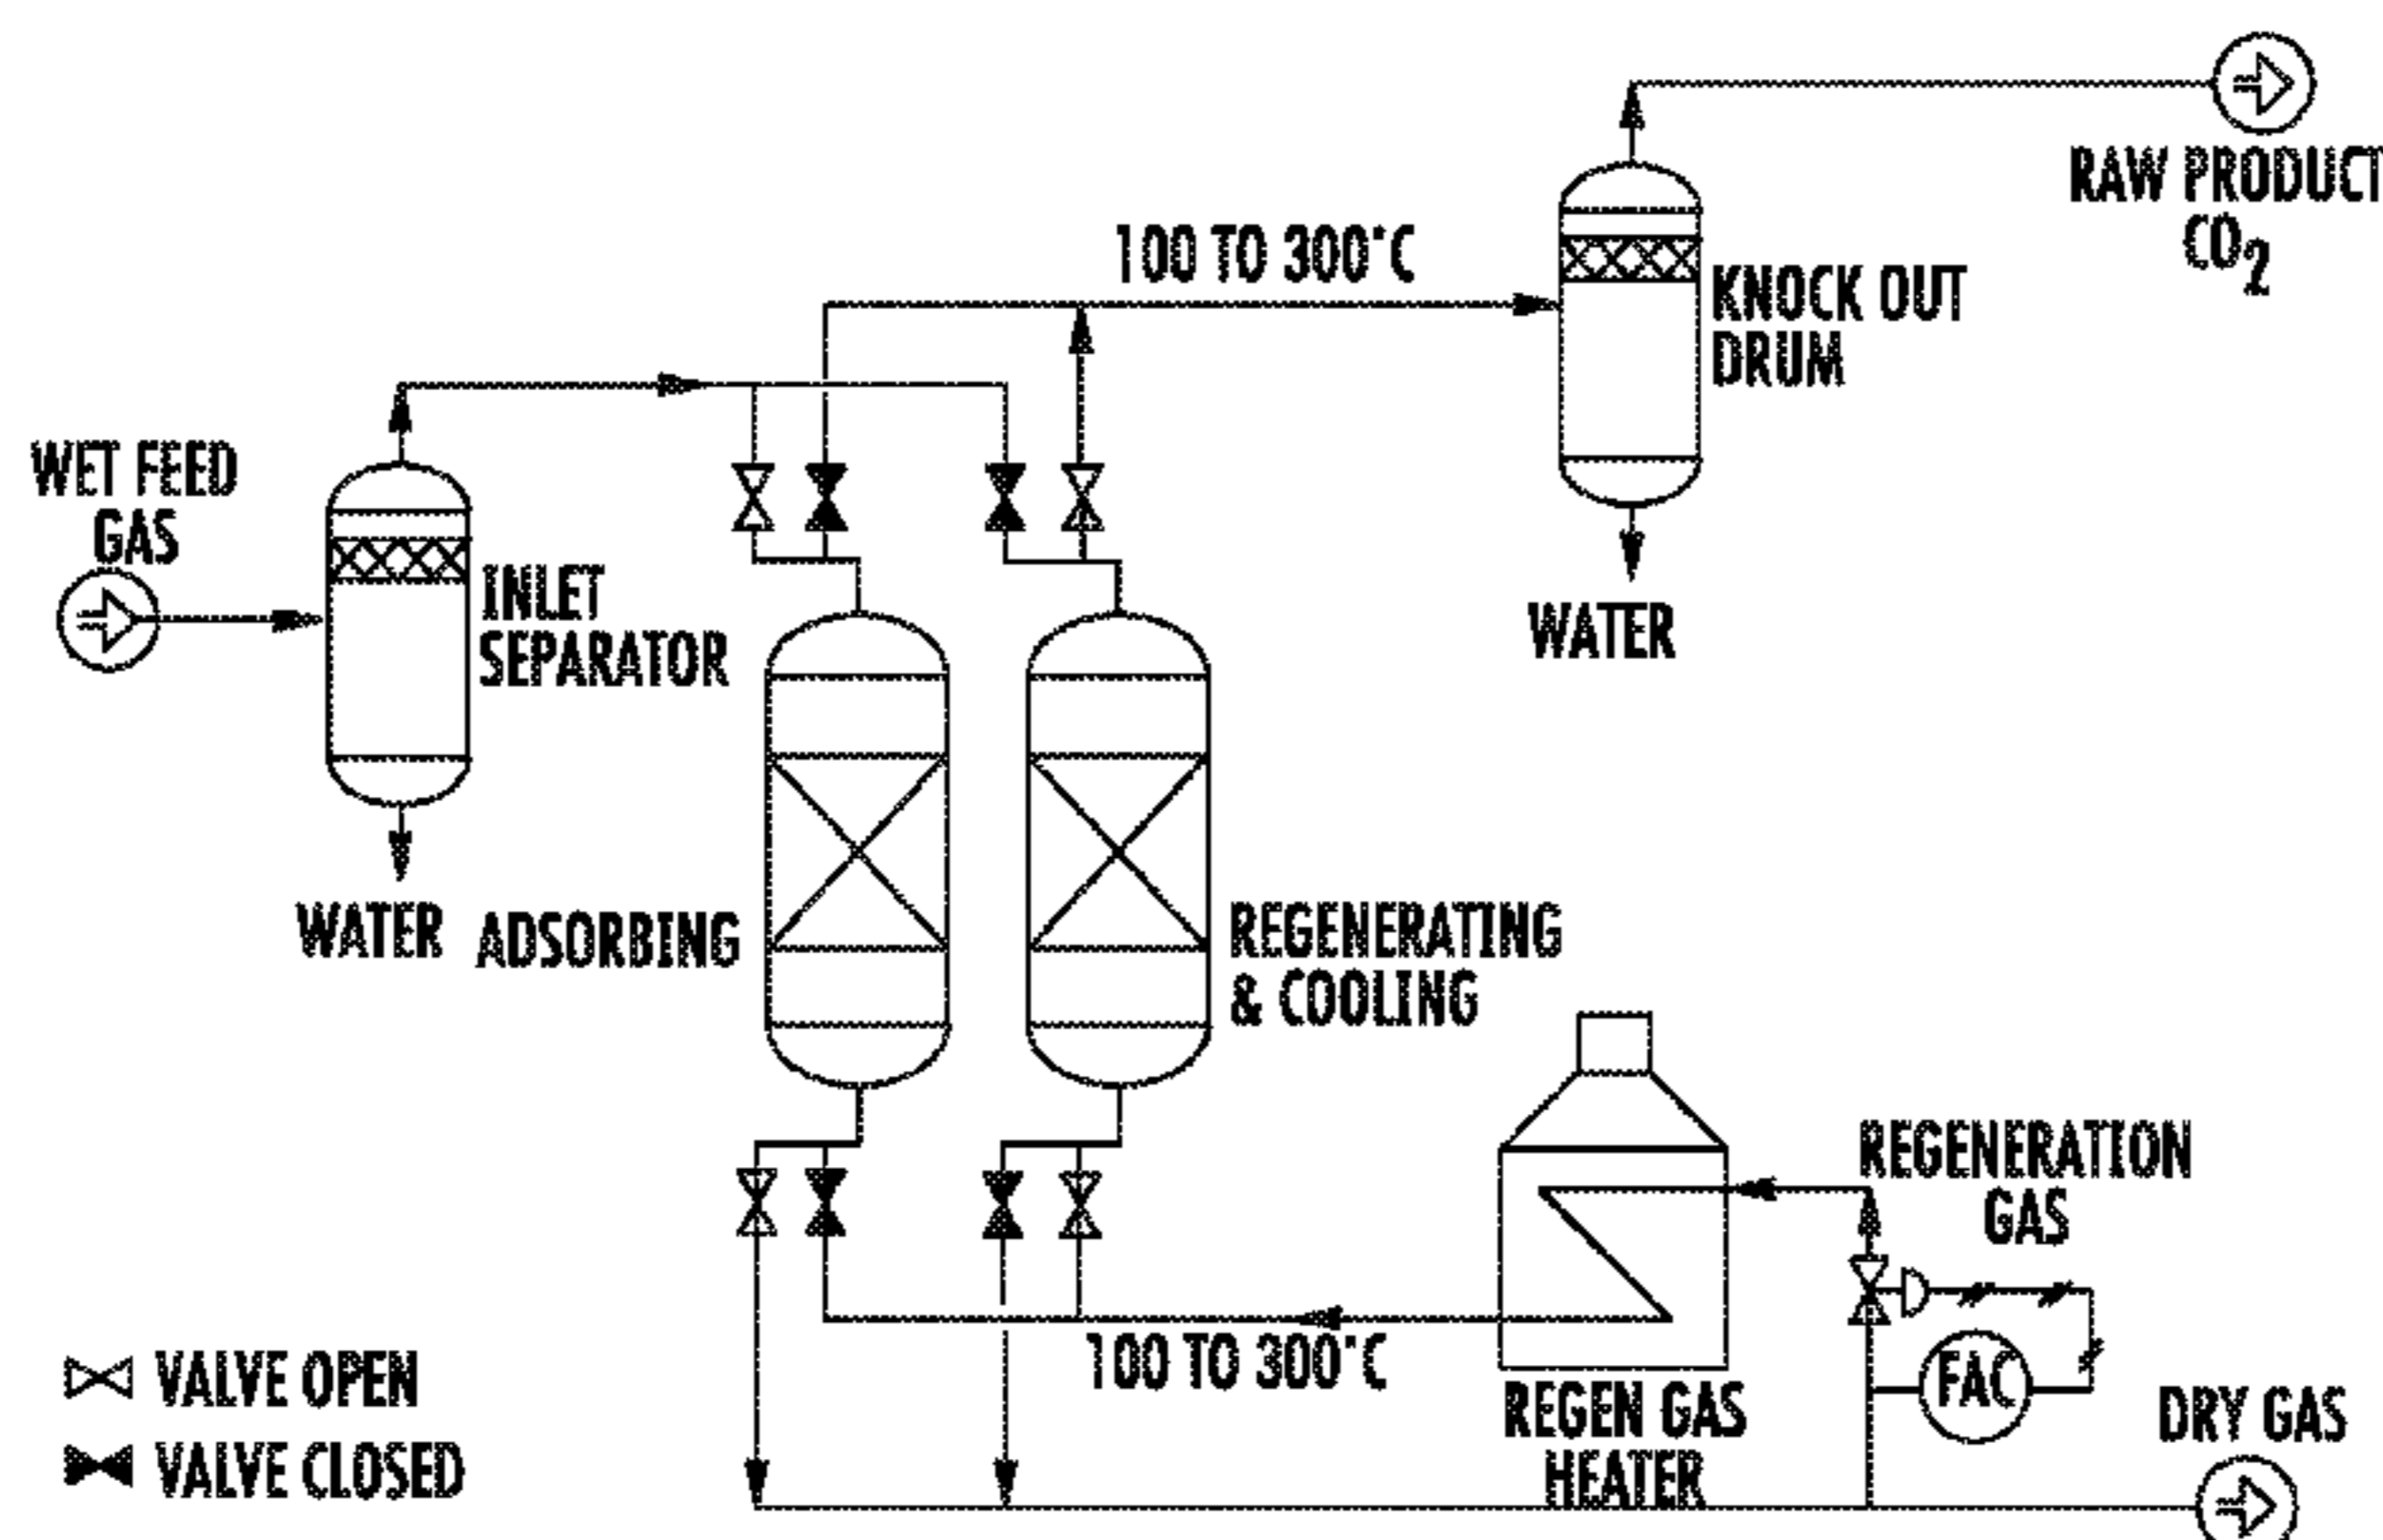 RAW PRODUCT
CO2
100 TO 300°C
KNOCK OUT
DRUM
WET FEED
GAS
INLET
SEPARATOR
WATER
WATER
ADSORBING
REGENERATING
& COOLING
REGENERATION
GAS
100 TO 300°C
FAC
REGEN GAS
HEATER
DRY GAS
VALVE OPEN
VALVE CLOSED